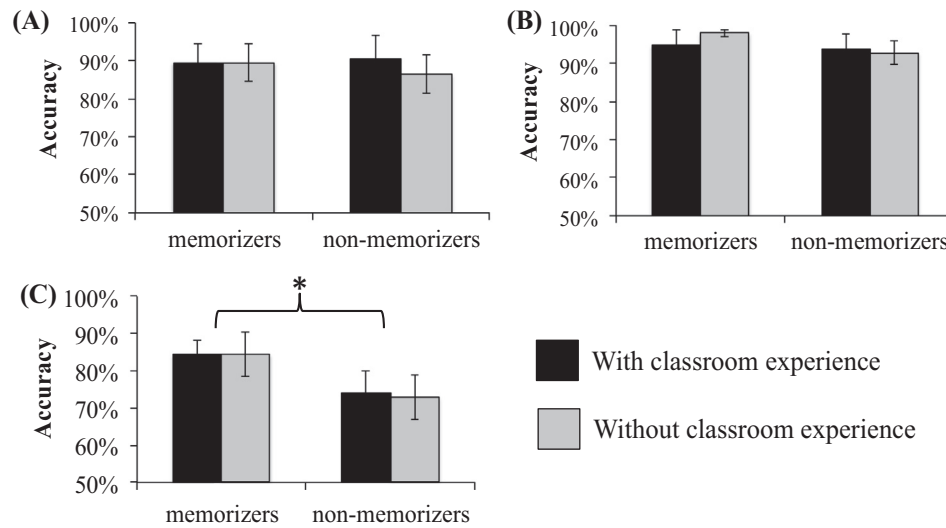 (A)
100%
90%
80%
70%
60%
50%
Accuracy
memorizers non-memorizers
(B)
100%
90%
80%
70%
60%
50%
Accuracy
memorizers non-memorizers
(C)
100%
90%
80%
70%
60%
50%
Accuracy
*
memorizers non-memorizers
With classroom experience
Without classroom experience